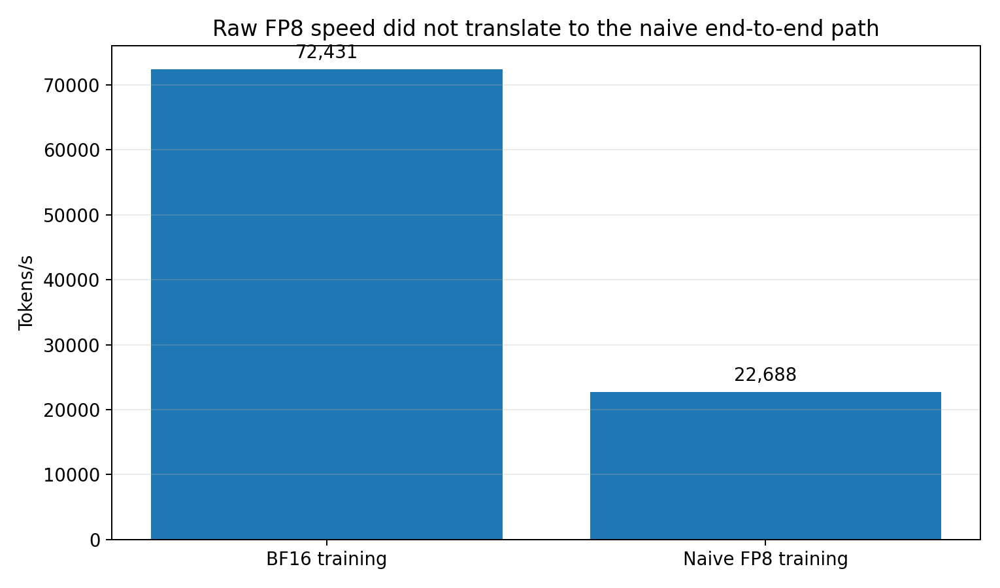 Raw FP8 speed did not translate to the naive end-to-end path
72,431
70000
60000
50000
40000
30000
22,688
20000
10000
0
Tokens/s
BF16 training
Naive FP8 training